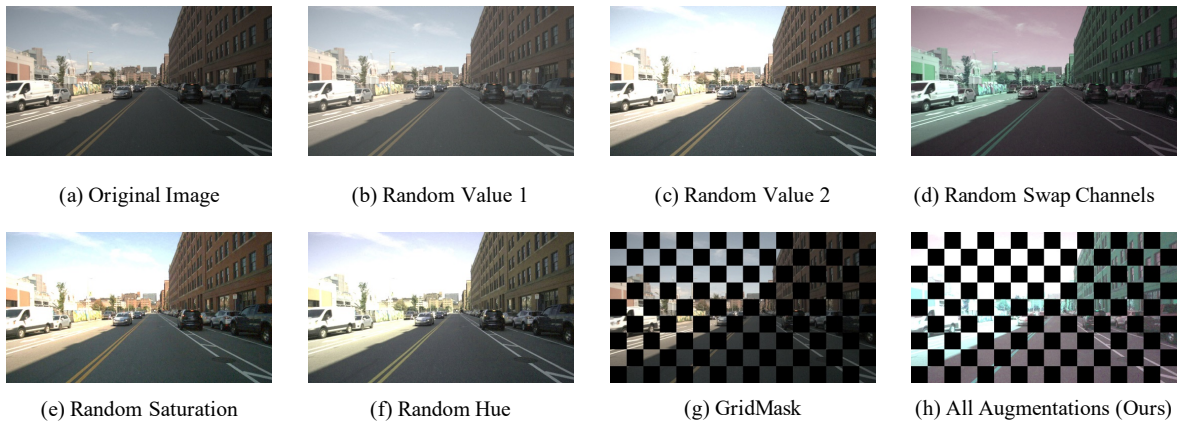 (a) Original Image
(b) Random Value 1
(c) Random Value 2
(d) Random Swap Channels
(e) Random Saturation
(f) Random Hue
(g) GridMask
(h) All Augmentations (Ours)